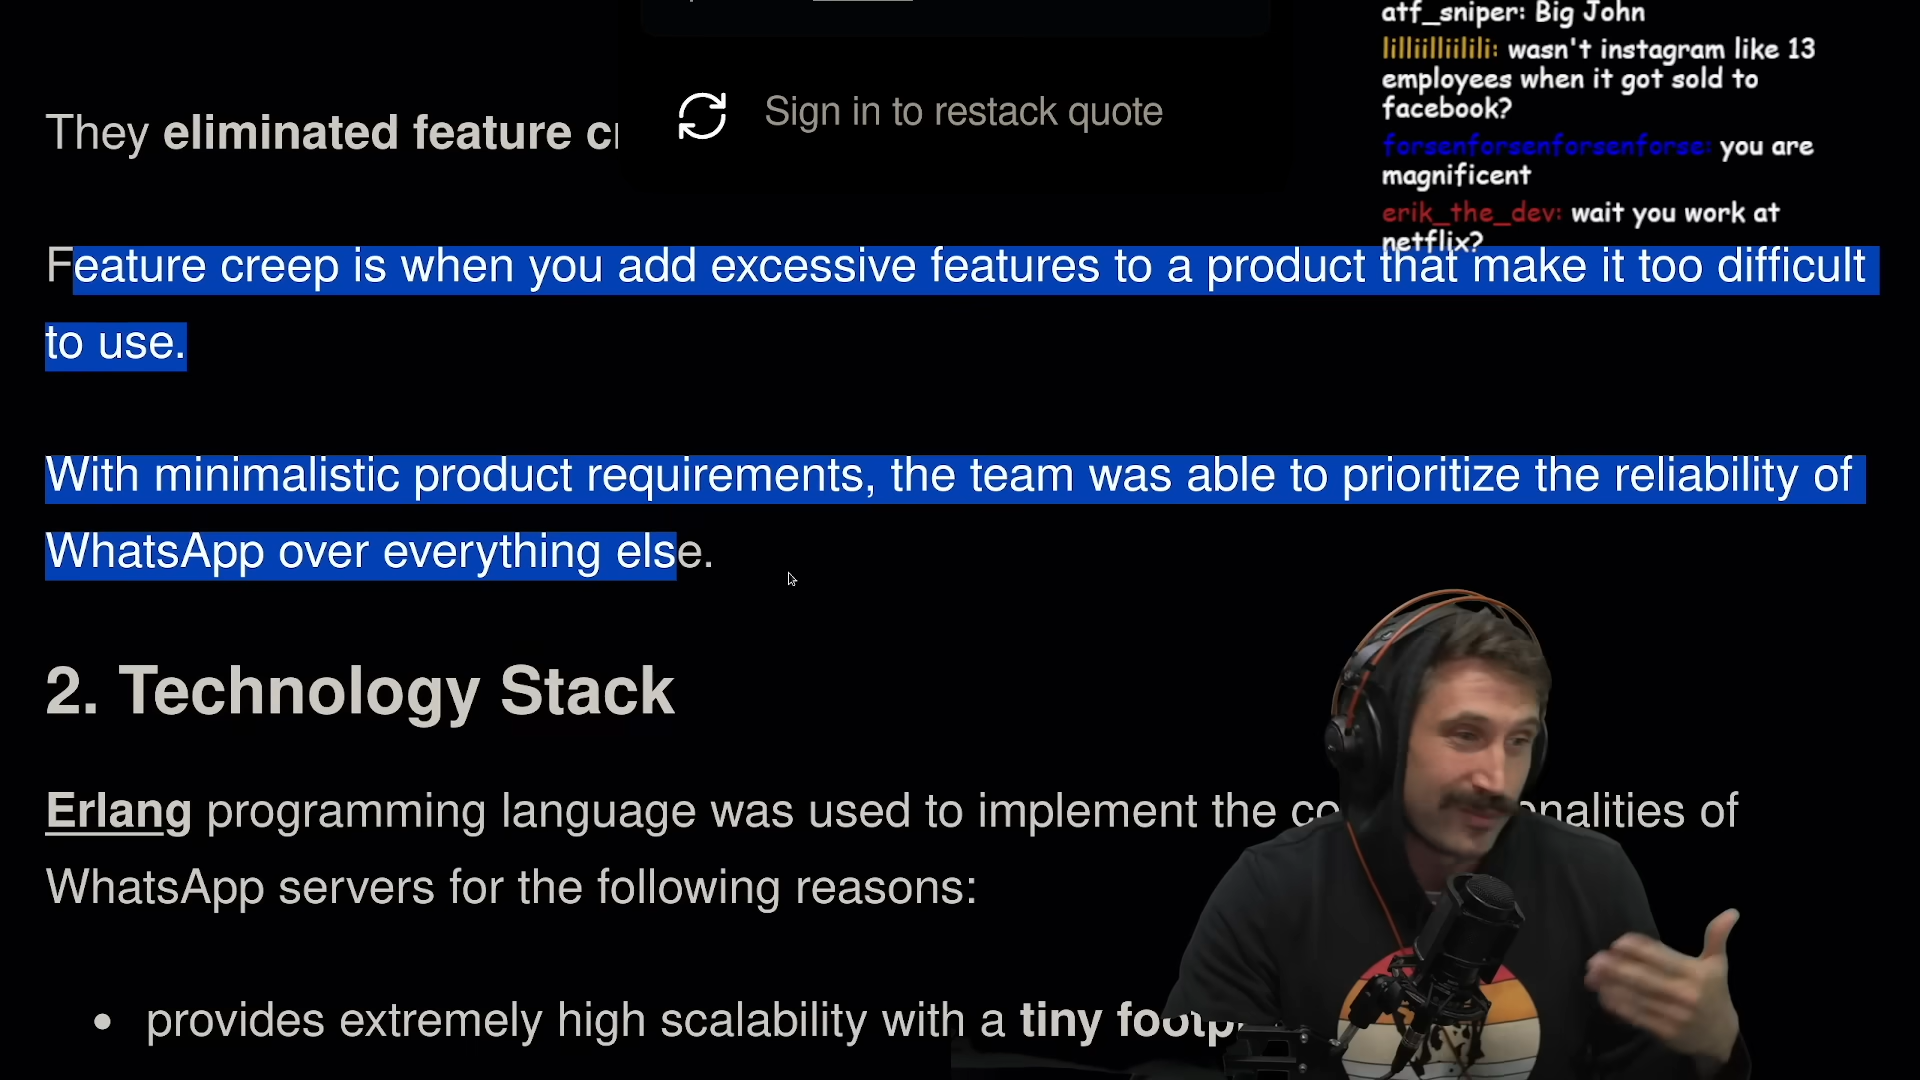 They eliminated feature cr
Sign in to restack quote
Feature creep is when you add excessive features to a product that make it too difficult
to use.
With minimalistic product requirements, the team was able to prioritize the reliability of
WhatsApp over everything else.
2. Technology Stack
Erlang programming language was used to implement the co onalities of
WhatsApp servers for the following reasons:
• provides extremely high scalability with a tiny footp
atf_sniper: Big John
lilliilliilili: wasn't instagram like 13
employees when it got sold to
facebook?
forsenforsenforsenforse: you are
magnificent
erik_the_dev: wait you work at
netflix?